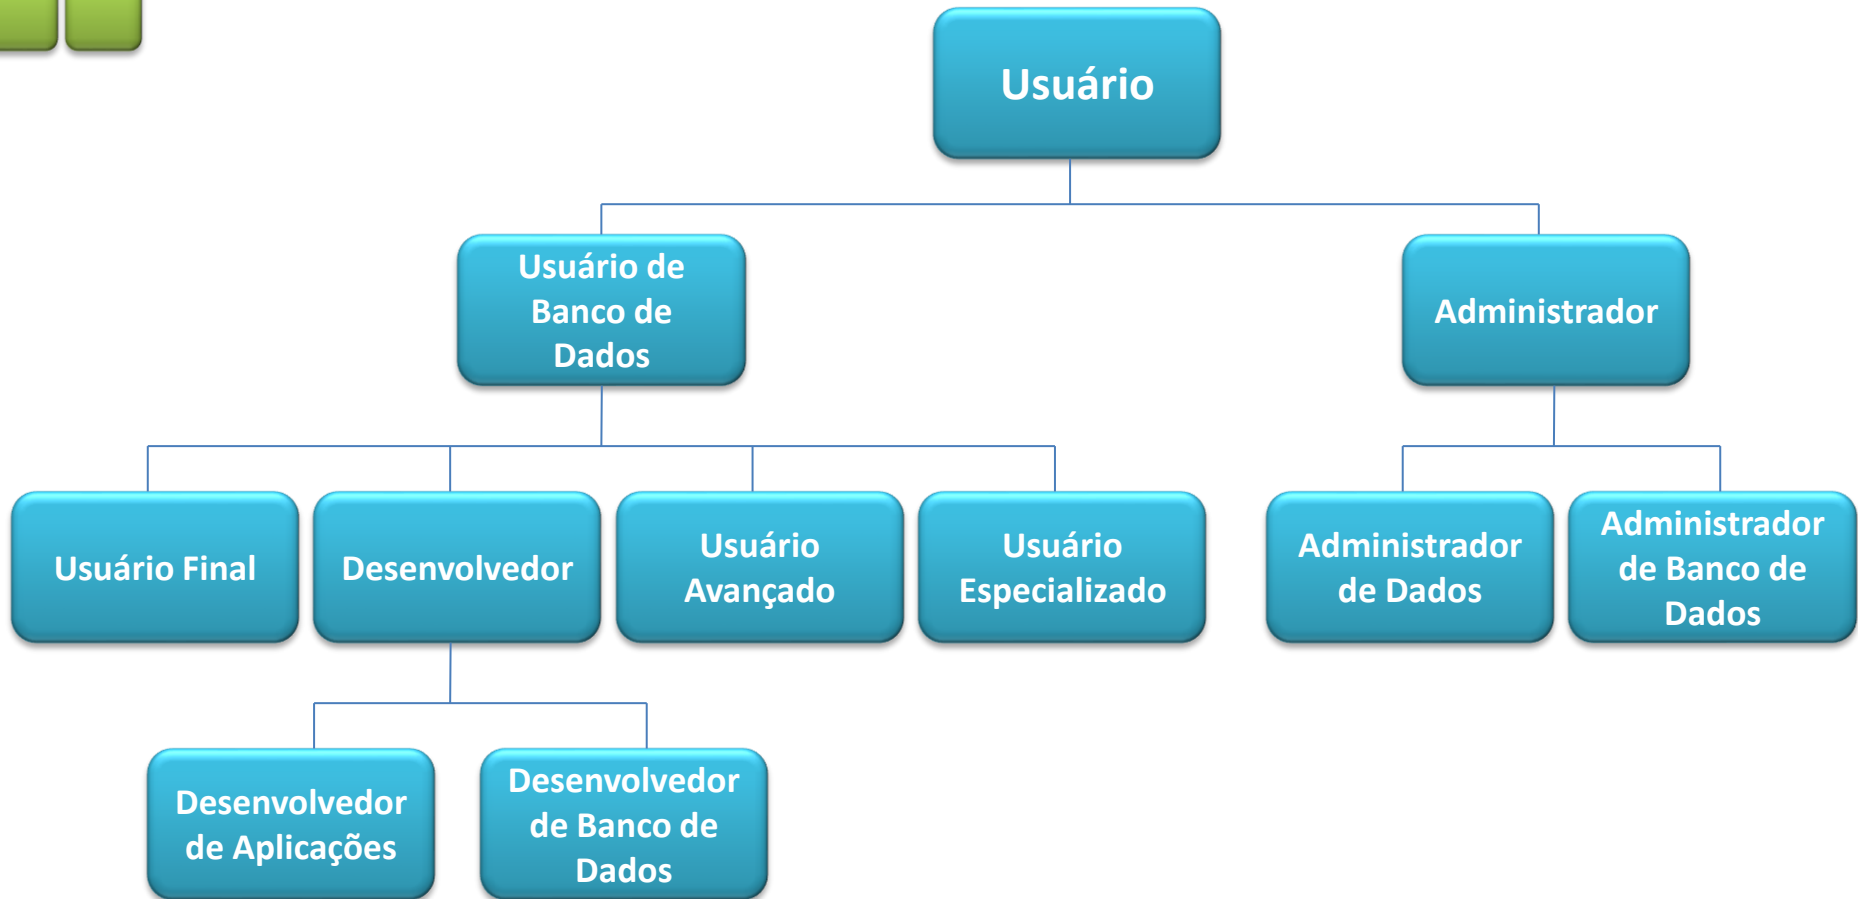 Usuário
Usuário de
Banco de
Dados
Administrador
Usuário Final
Desenvolvedor
Usuário
Avançado
Usuário
Especializado
Administrador
de Dados
Administrador
de Banco de
Dados
Desenvolvedor
de Aplicações
Desenvolvedor
de Banco de
Dados